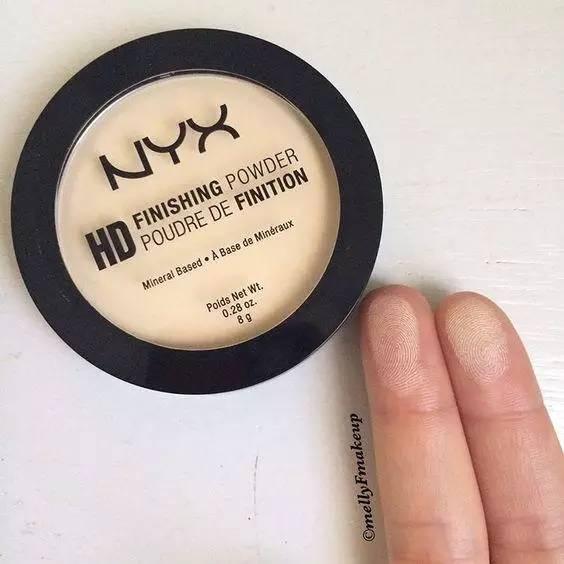 NYX
HD FINISHING POWDER
POUDRE DE FINITION
Mineral Based • À Base de Minéraux
Poids Net Wt.
0.28 oz.
8 g
©mellyFmakeup